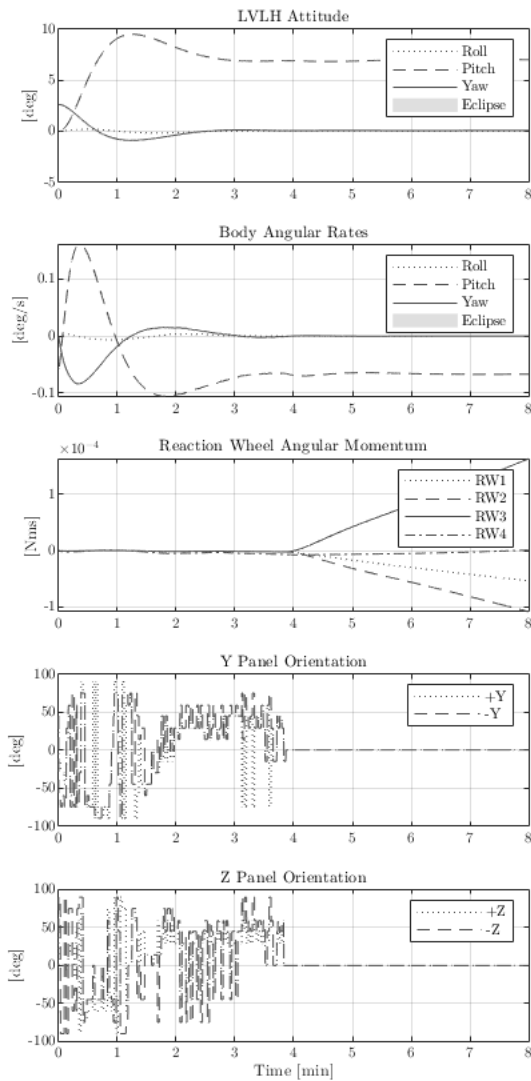 LVLH Attitude
10
5
0
-5
[deg]
Roll
Pitch
Yaw
Eclipse
0 1 2 3 4 5 6 7 8
Body Angular Rates
0.1
0
-0.1
[deg/s]
Roll
Pitch
Yaw
Eclipse
0 1 2 3 4 5 6 7 8
×10⁻⁴ Reaction Wheel Angular Momentum
1
0
-1
[Nms]
RW1
RW2
RW3
RW4
0 1 2 3 4 5 6 7 8
Y Panel Orientation
100
50
0
-50
-100
[deg]
+Y
-Y
0 1 2 3 4 5 6 7 8
Z Panel Orientation
100
50
0
-50
-100
[deg]
+Z
-Z
0 1 2 3 4 5 6 7 8
Time [min]